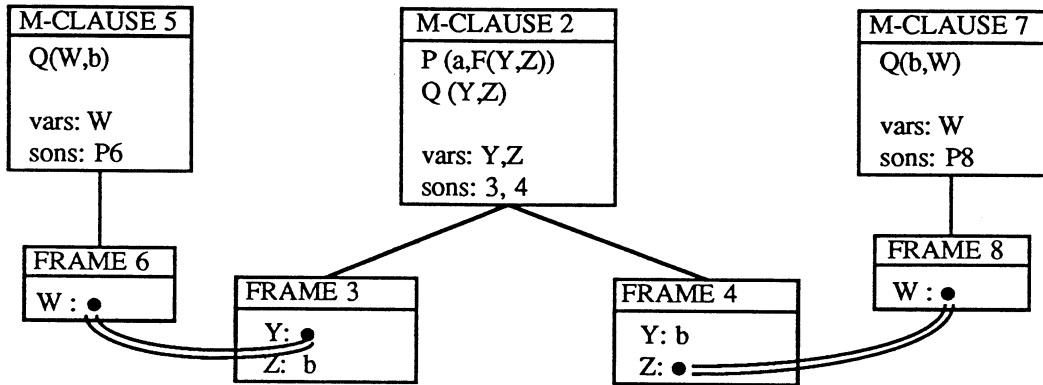 M-CLAUSE 5
Q(W,b)
vars: W
sons: P6
M-CLAUSE 2
P (a,F(Y,Z))
Q (Y,Z)
vars: Y,Z
sons: 3, 4
M-CLAUSE 7
Q(b,W)
vars: W
sons: P8
FRAME 6
W :
FRAME 3
Y:
Z: b
FRAME 4
Y: b
Z:
FRAME 8
W :